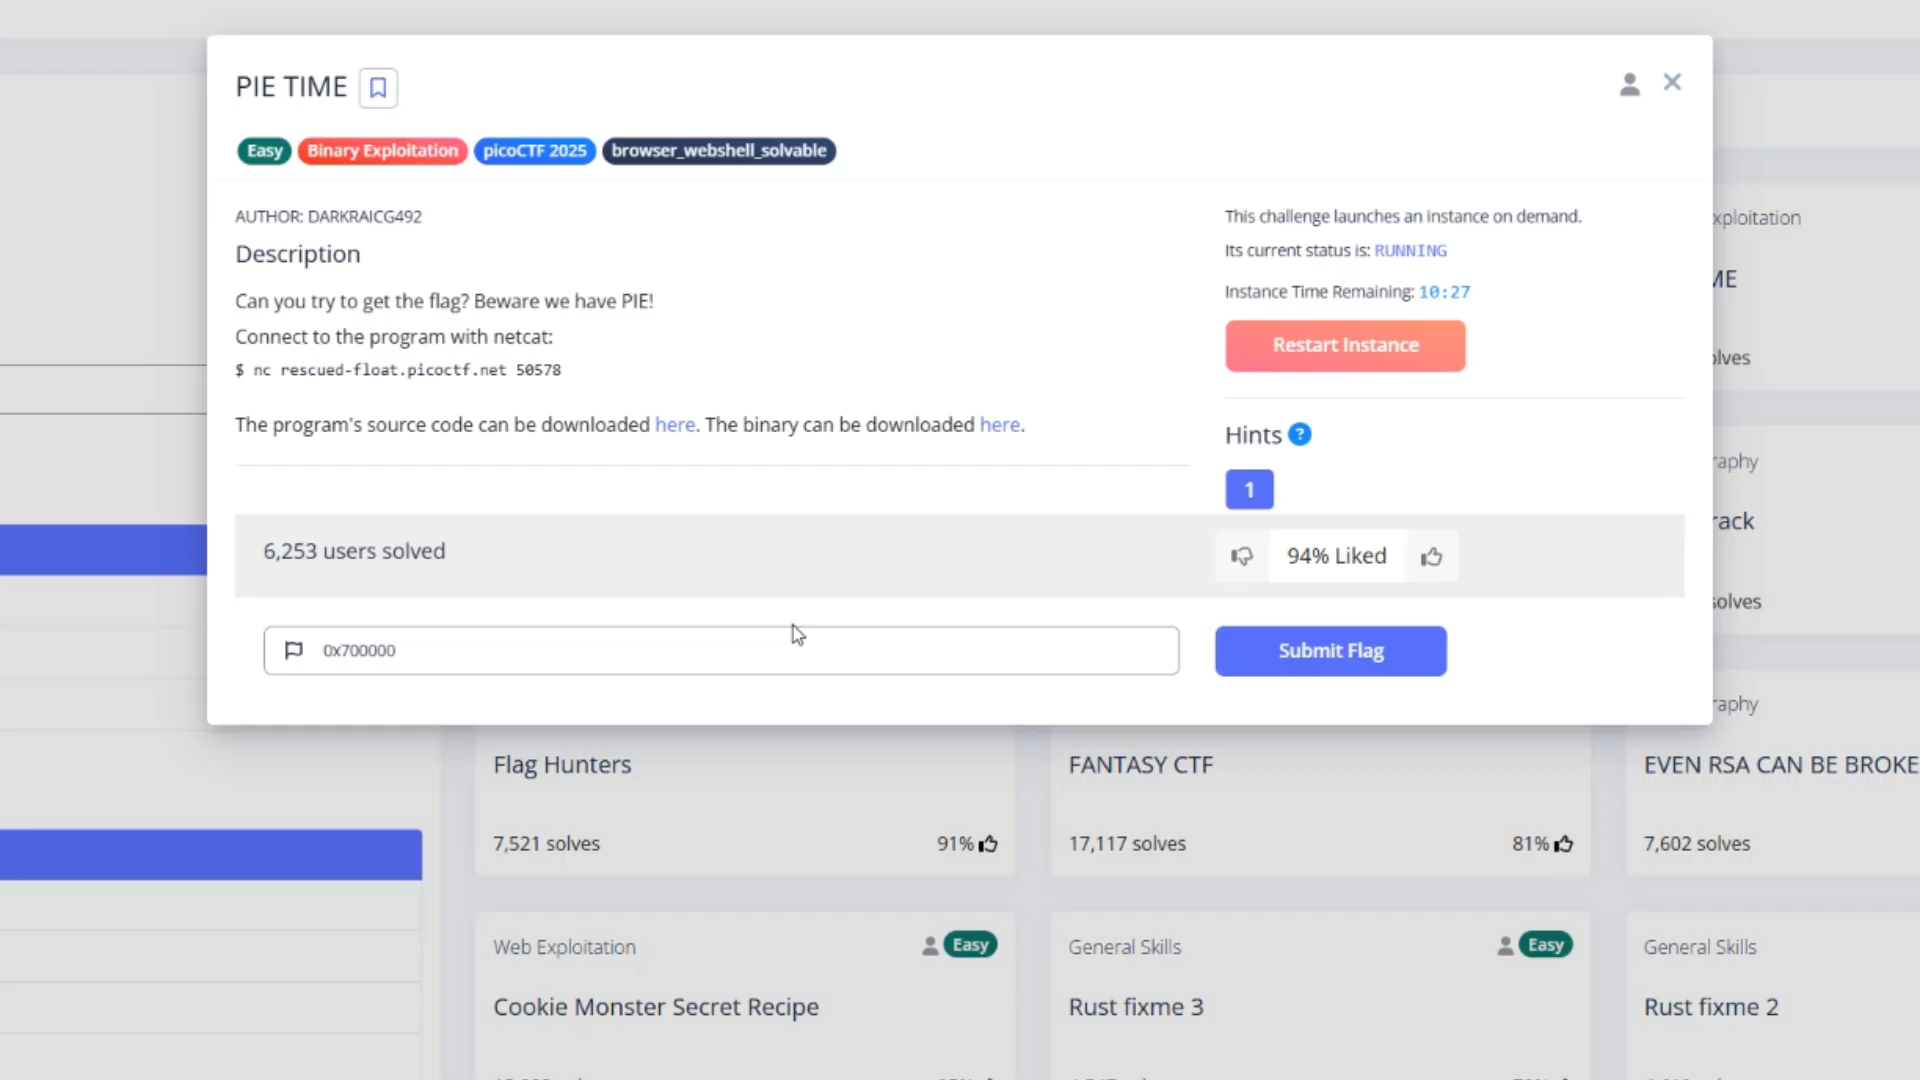 PIE TIME
Easy Binary Exploitation picoCTF 2025 browser_webshell_solvable
AUTHOR: DARKRAICG492
Description
Can you try to get the flag? Beware we have PIE!
Connect to the program with netcat:
$ nc rescued-float.picoctf.net 50578
The program's source code can be downloaded here. The binary can be downloaded here.
This challenge launches an instance on demand.
Its current status is: RUNNING
Instance Time Remaining: 10:27
Restart Instance
Hints ?
1
6,253 users solved
94% Liked
0x700000
Submit Flag
xploitation
ME
olves
raphy
rack
solves
raphy
Flag Hunters
7,521 solves 91%
FANTASY CTF
17,117 solves 81%
EVEN RSA CAN BE BROKE
7,602 solves
Web Exploitation Easy
Cookie Monster Secret Recipe
General Skills Easy
Rust fixme 3
General Skills
Rust fixme 2